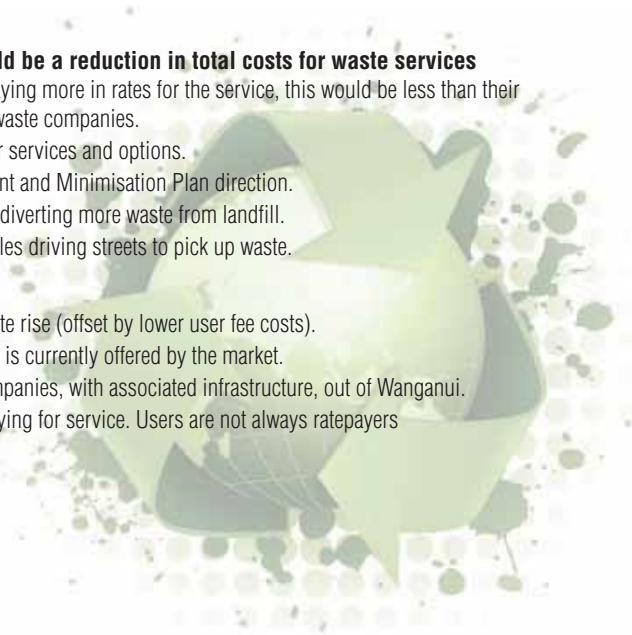 ld be a reduction in total costs for waste services
ying more in rates for the service, this would be less than their
waste companies.
r services and options.
nt and Minimisation Plan direction.
diverting more waste from landfill.
les driving streets to pick up waste.
te rise (offset by lower user fee costs).
is currently offered by the market.
mpanies, with associated infrastructure, out of Wanganui.
ying for service. Users are not always ratepayers